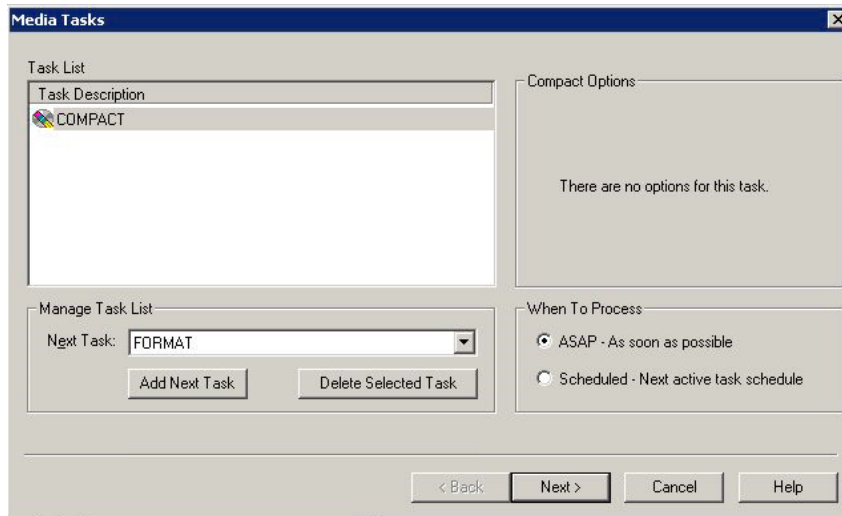 Media Tasks
Task List
Task Description
COMPACT
Compact Options
There are no options for this task.
Manage Task List
Next Task: FORMAT
Add Next Task Delete Selected Task
When To Process
ASAP - As soon as possible
Scheduled - Next active task schedule
< Back Next > Cancel Help